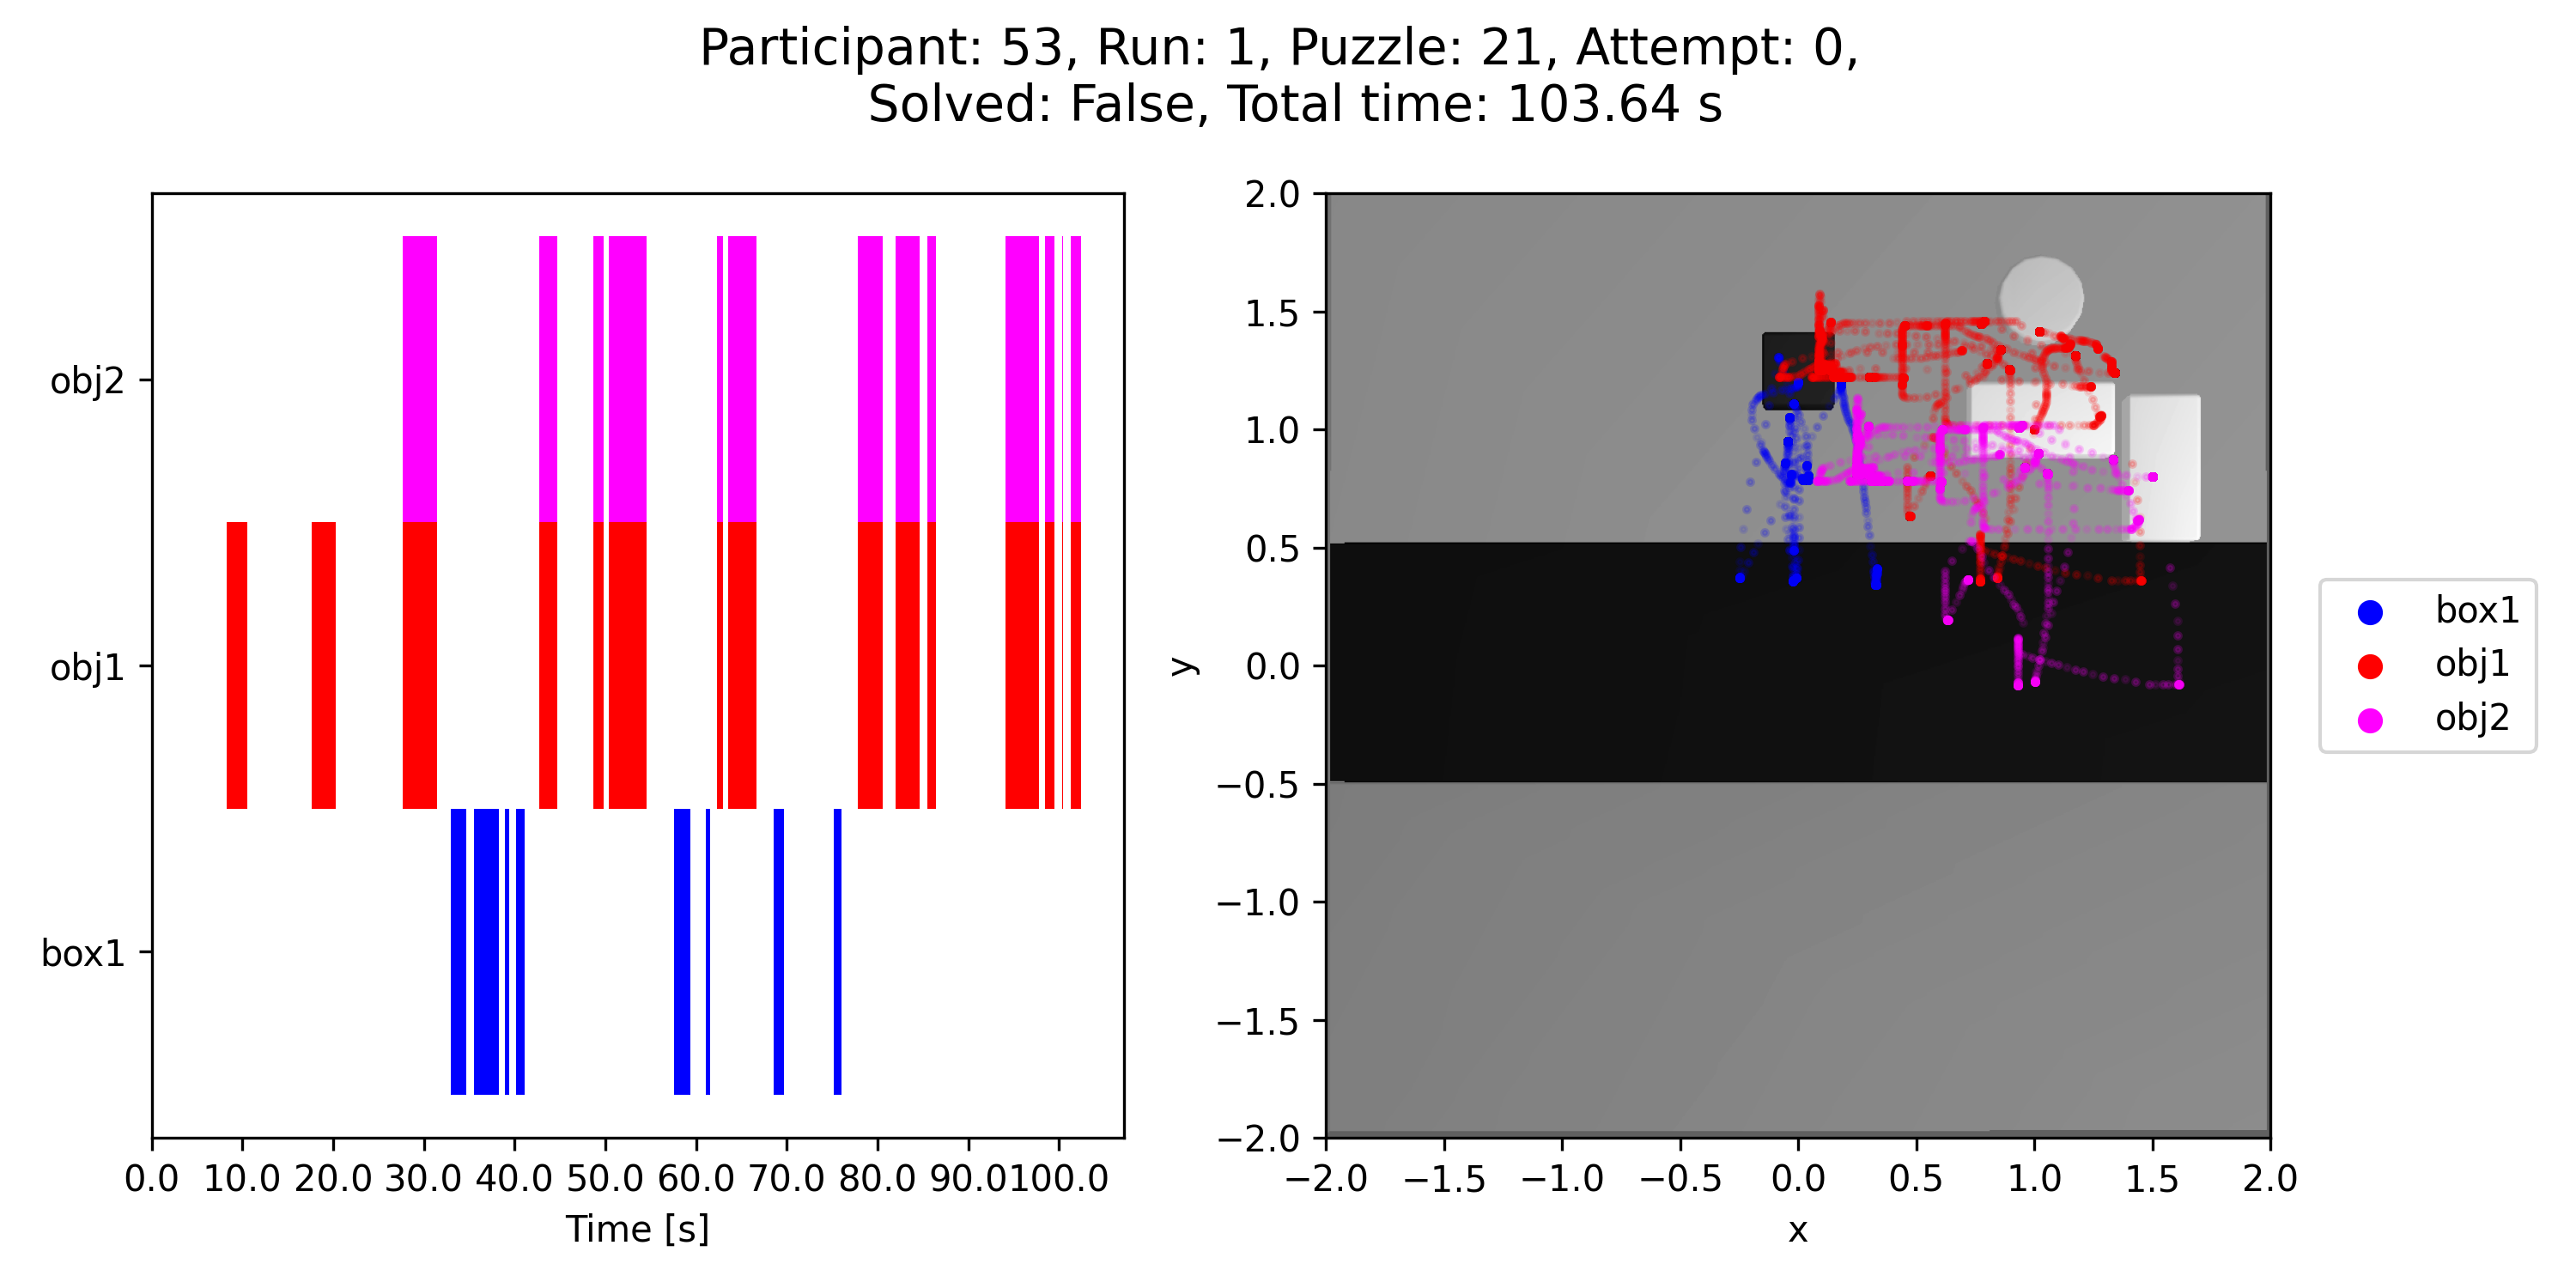 Participant: 53, Run: 1, Puzzle: 21, Attempt: 0,
Solved: False, Total time: 103.64 s
obj2
obj1
box1
0.0 10.0 20.0 30.0 40.0 50.0 60.0 70.0 80.0 90.0100.0
Time [s]
2.0
1.5
1.0
0.5
0.0
−0.5
−1.0
−1.5
−2.0
y
−2.0 −1.5 −1.0 −0.5 0.0 0.5 1.0 1.5 2.0
x
box1
obj1
obj2